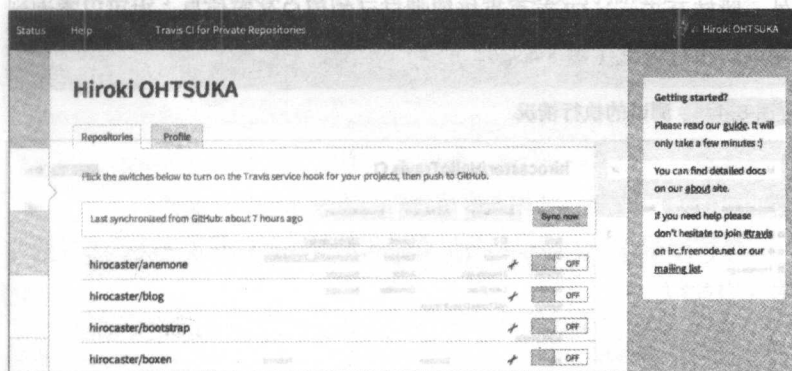 Status Help Travis CI for Private Repositories Hiroki OHTSUKA
Hiroki OHTSUKA
Repositories Profile
Flick the switches below to turn on the Travis service hook for your projects, then push to GitHub.
Last synchronized from GitHub: about 7 hours ago Sync now
hirocaster/anemone OFF
hirocaster/blog OFF
hirocaster/bootstrap OFF
hirocaster/boxen OFF
Getting started?
Please read our guide. It will
only take a few minutes :)
You can find detailed docs
on our about site.
If you need help please
don't hesitate to join #travis
on irc.freenode.net or our
mailing list.